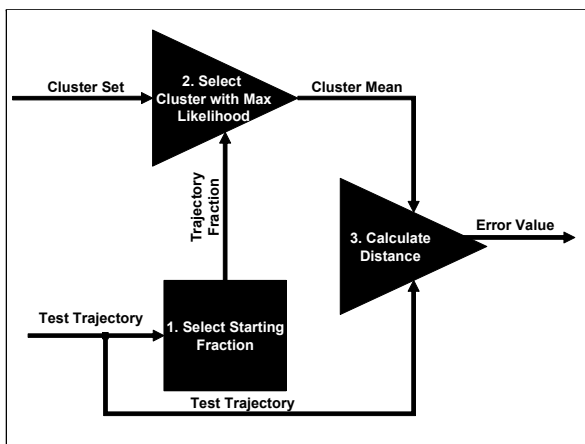 Cluster Set
2. Select
Cluster with Max
Likelihood
Cluster Mean
Trajectory
Fraction
3. Calculate
Distance
Error Value
Test Trajectory
1. Select Starting
Fraction
Test Trajectory